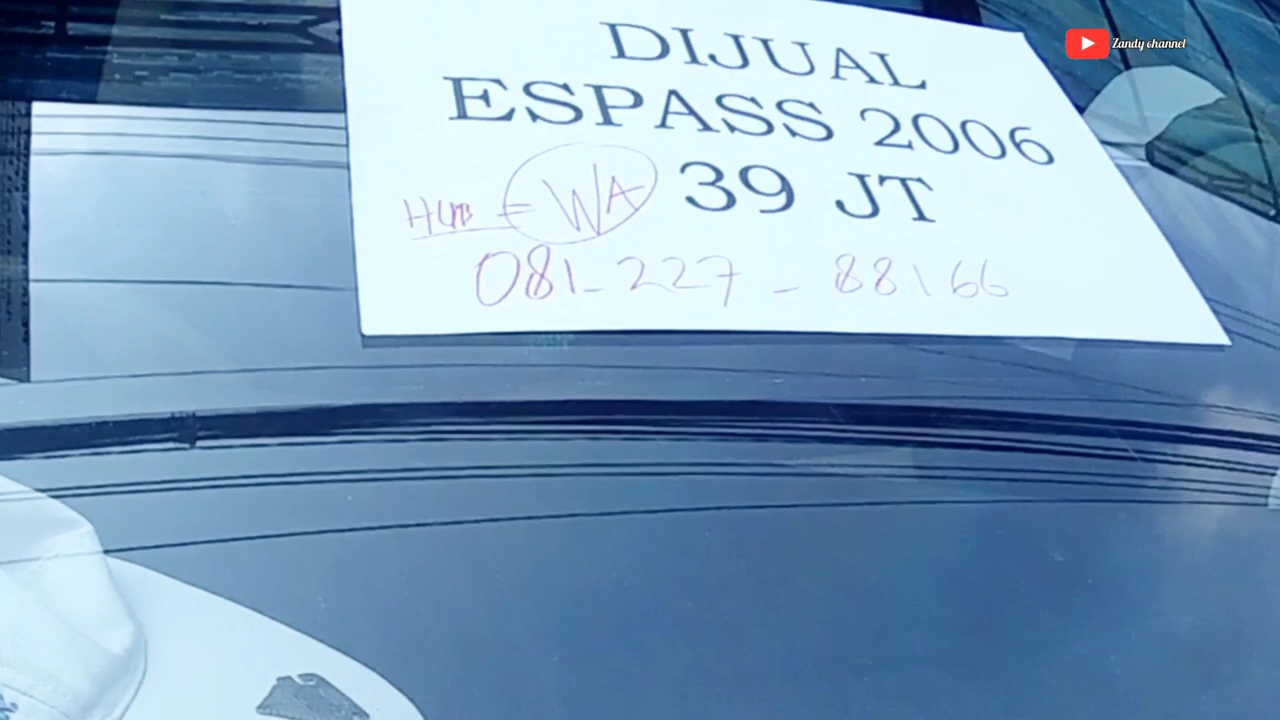 DIJUAL
ESPASS 2006
39 JT
HUB = WA
081-227-88166
Zandy channel